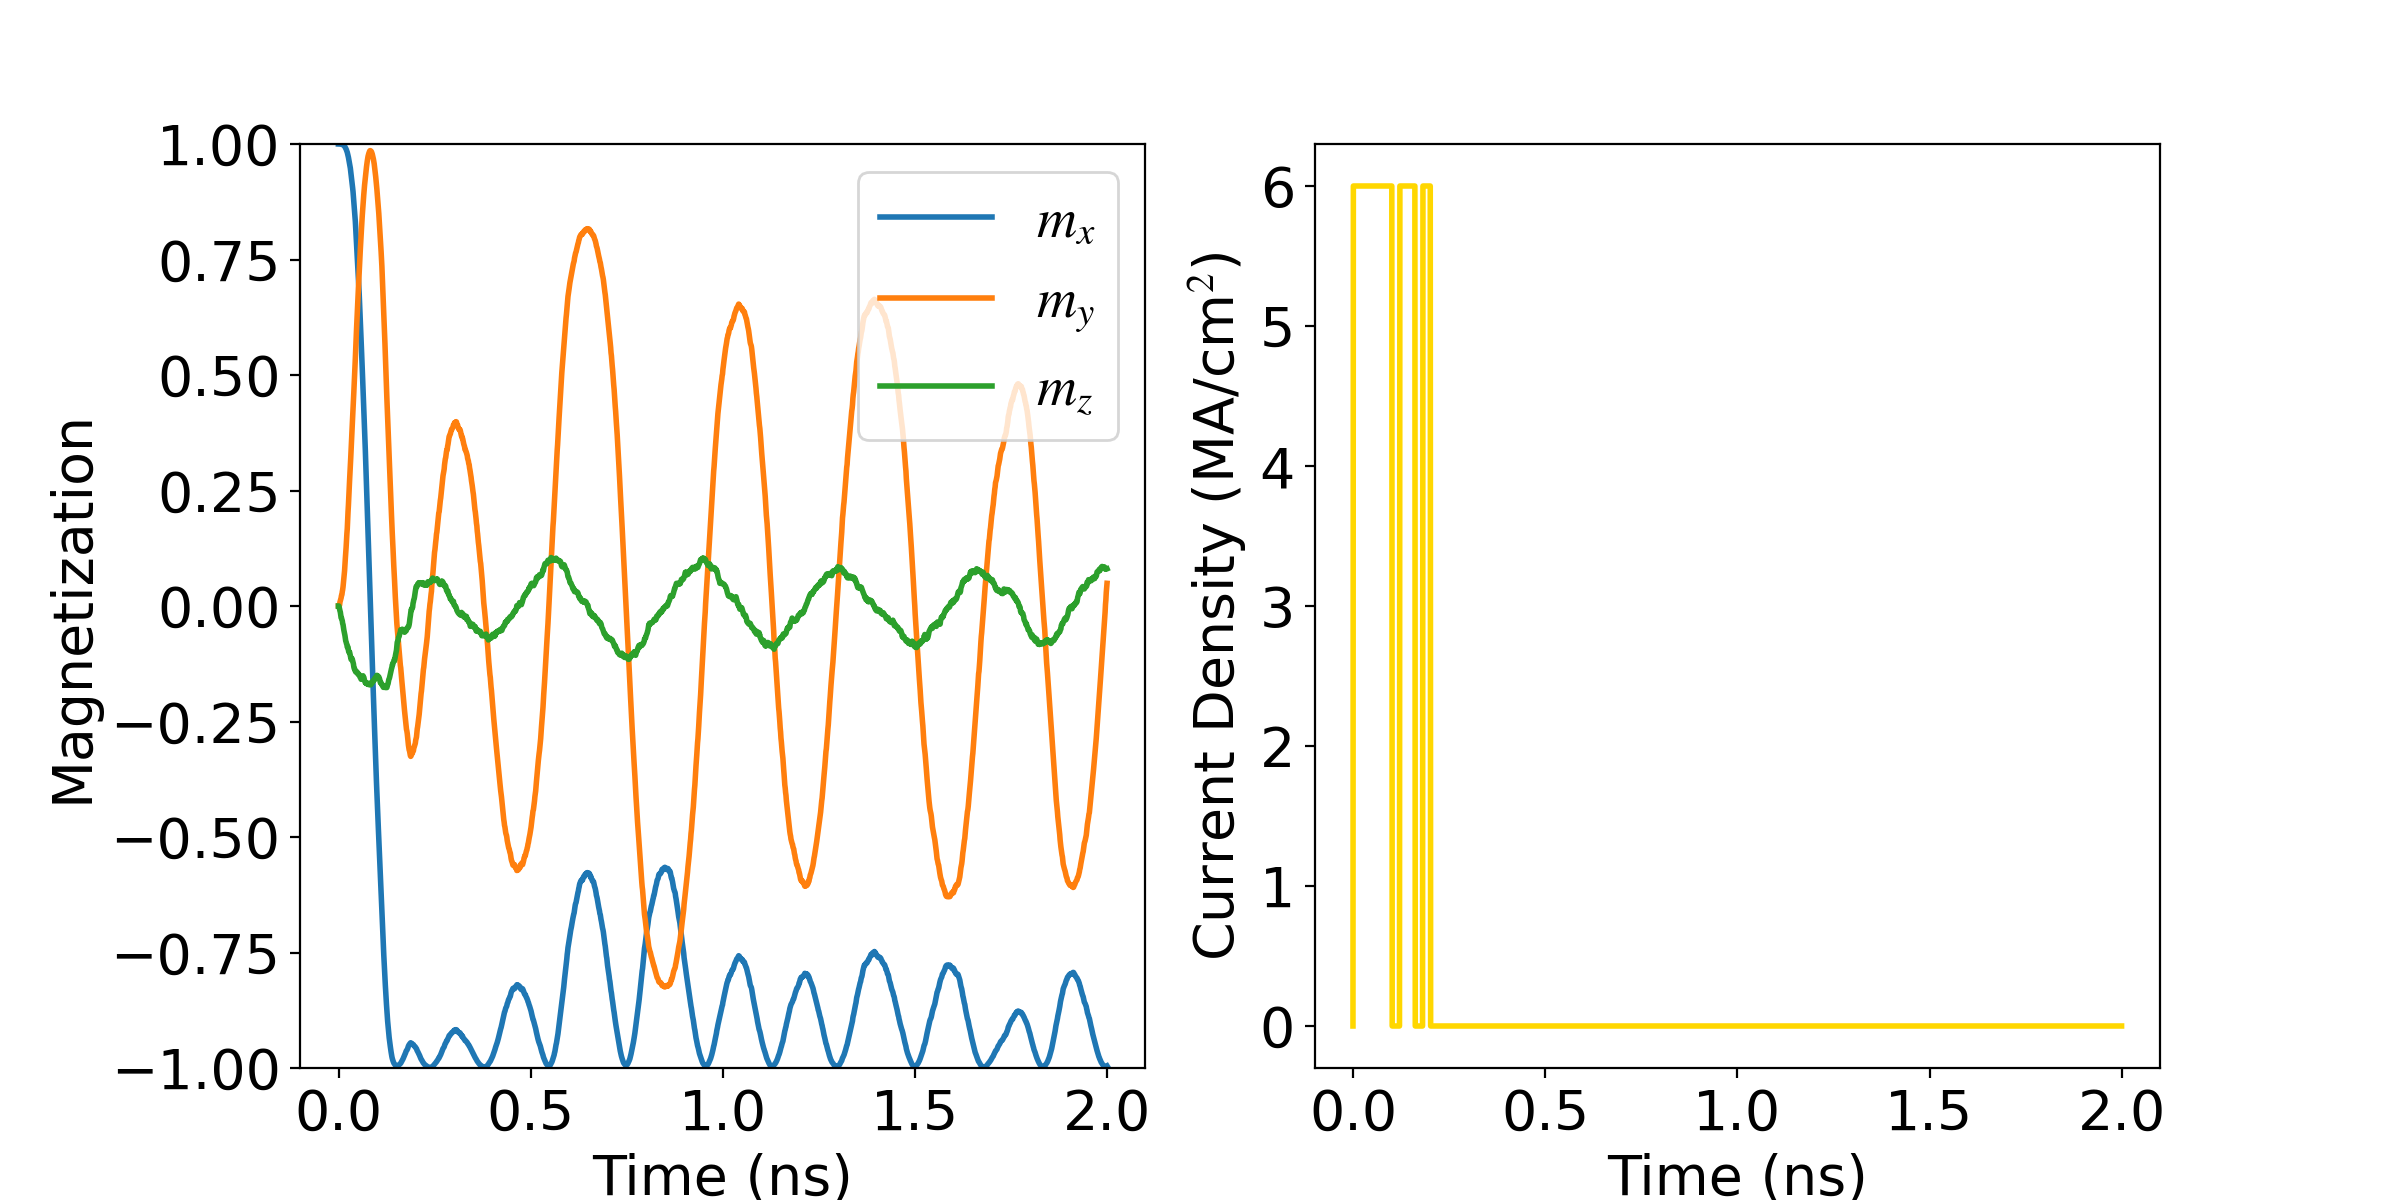 Magnetization
1.00
0.75
0.50
0.25
0.00
−0.25
−0.50
−0.75
−1.00
0.0 0.5 1.0 1.5 2.0
Time (ns)
m_x
m_y
m_z
Current Density (MA/cm²)
6
5
4
3
2
1
0
0.0 0.5 1.0 1.5 2.0
Time (ns)